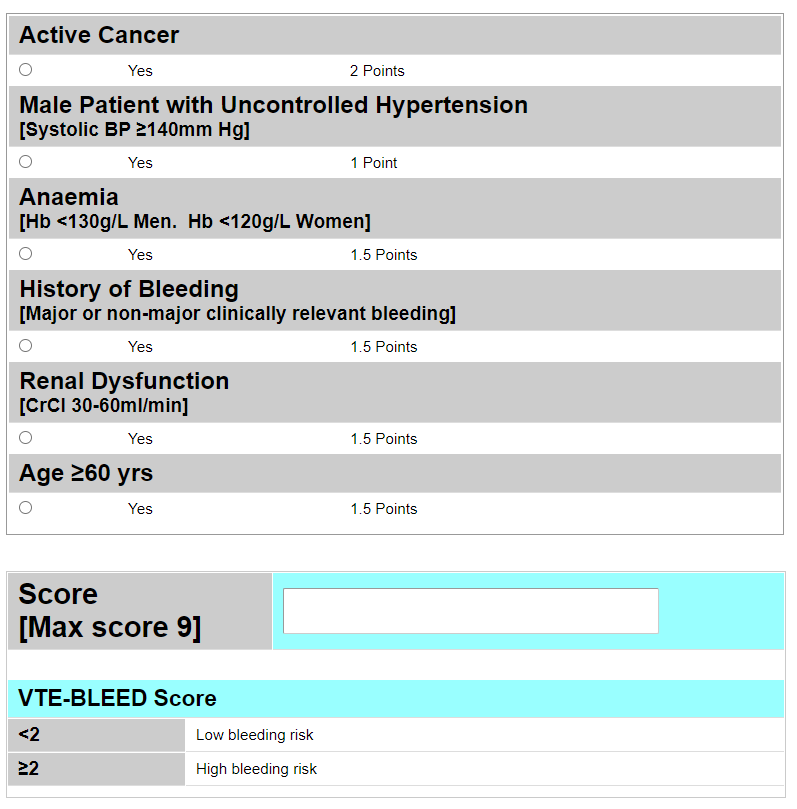 Active Cancer
Yes 2 Points
Male Patient with Uncontrolled Hypertension
[Systolic BP ≥140mm Hg]
Yes 1 Point
Anaemia
[Hb <130g/L Men.  Hb <120g/L Women]
Yes 1.5 Points
History of Bleeding
[Major or non-major clinically relevant bleeding]
Yes 1.5 Points
Renal Dysfunction
[CrCl 30-60ml/min]
Yes 1.5 Points
Age ≥60 yrs
Yes 1.5 Points
Score
[Max score 9]
VTE-BLEED Score
<2 Low bleeding risk
≥2 High bleeding risk